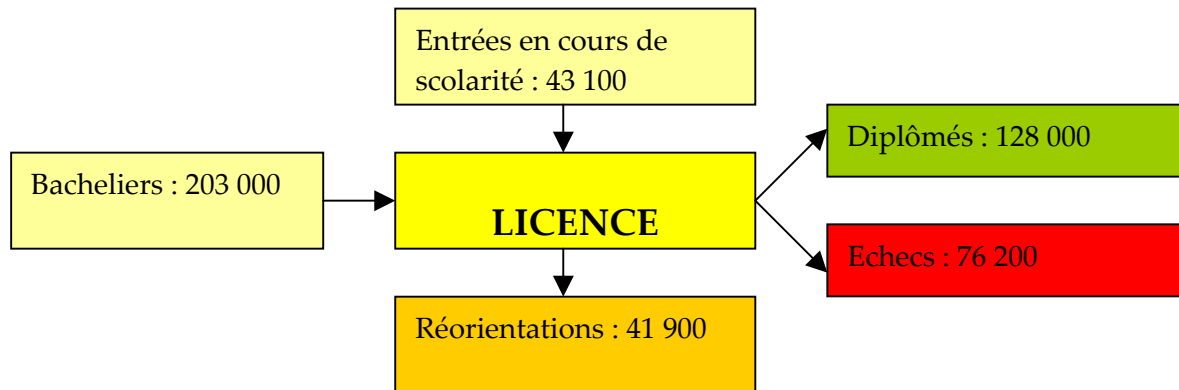 Entrées en cours de
scolarité : 43 100
Diplômés : 128 000
Bacheliers : 203 000
LICENCE
Echecs : 76 200
Réorientations : 41 900